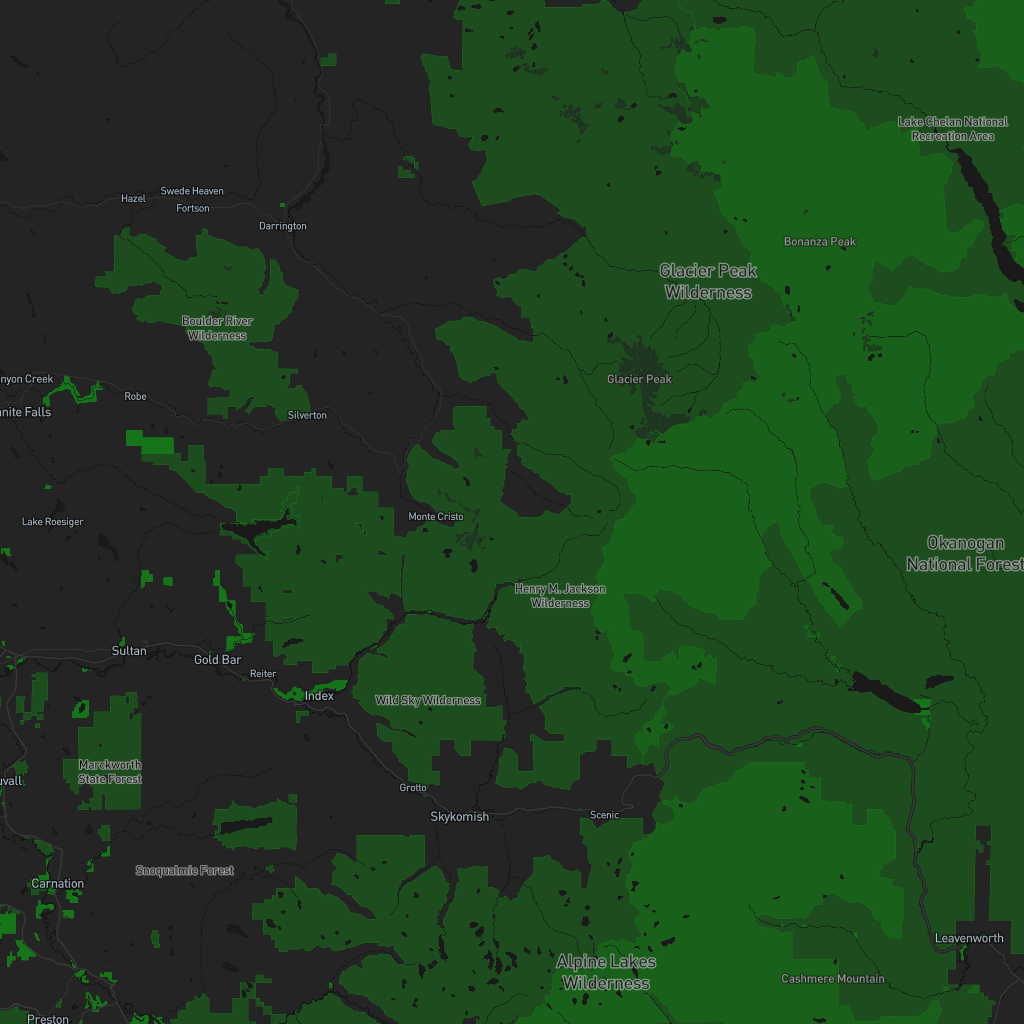 Lake Chelan National
Recreation Area
Swede Heaven
Hazel
Fortson
Darrington
Bonanza Peak
Glacier Peak
Wilderness
Boulder River
Wilderness
nyon Creek
Glacier Peak
Robe
nite Falls
Silverton
Monte Cristo
Lake Roesiger
Okanogan
National Forest
Henry M. Jackson
Wilderness
Sultan
Gold Bar
Reiter
Index
Wild Sky Wilderness
Marckworth
State Forest
uvall
Grotto
Skykomish
Scenic
Snoqualmie Forest
Carnation
Leavenworth
Alpine Lakes
Wilderness
Cashmere Mountain
Preston